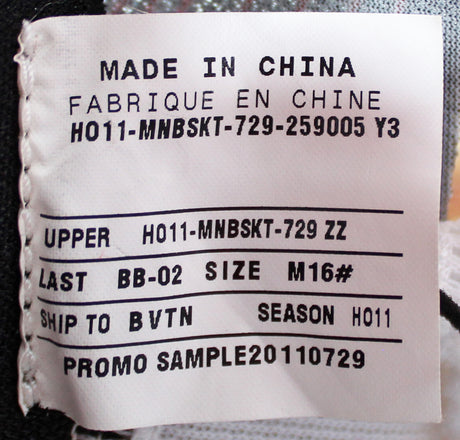 MADE IN CHINA
FABRIQUE EN CHINE
HO11-MNBSKT-729-259005 Y3
UPPER HO11-MNBSKT-729 ZZ
LAST BB-02 SIZE M16#
SHIP TO BVTN SEASON HO11
PROMO SAMPLE20110729